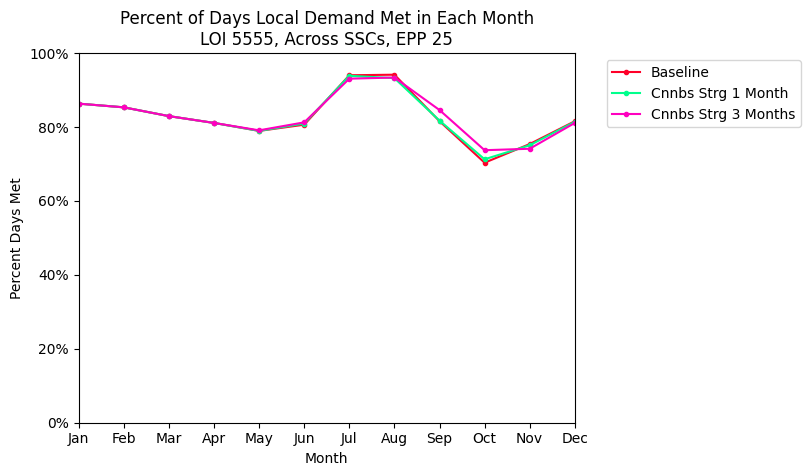 Percent of Days Local Demand Met in Each Month
LOI 5555, Across SSCs, EPP 25
100%
80%
60%
40%
20%
0%
Percent Days Met
Jan Feb Mar Apr May Jun Jul Aug Sep Oct Nov Dec
Month
Baseline
Cnnbs Strg 1 Month
Cnnbs Strg 3 Months